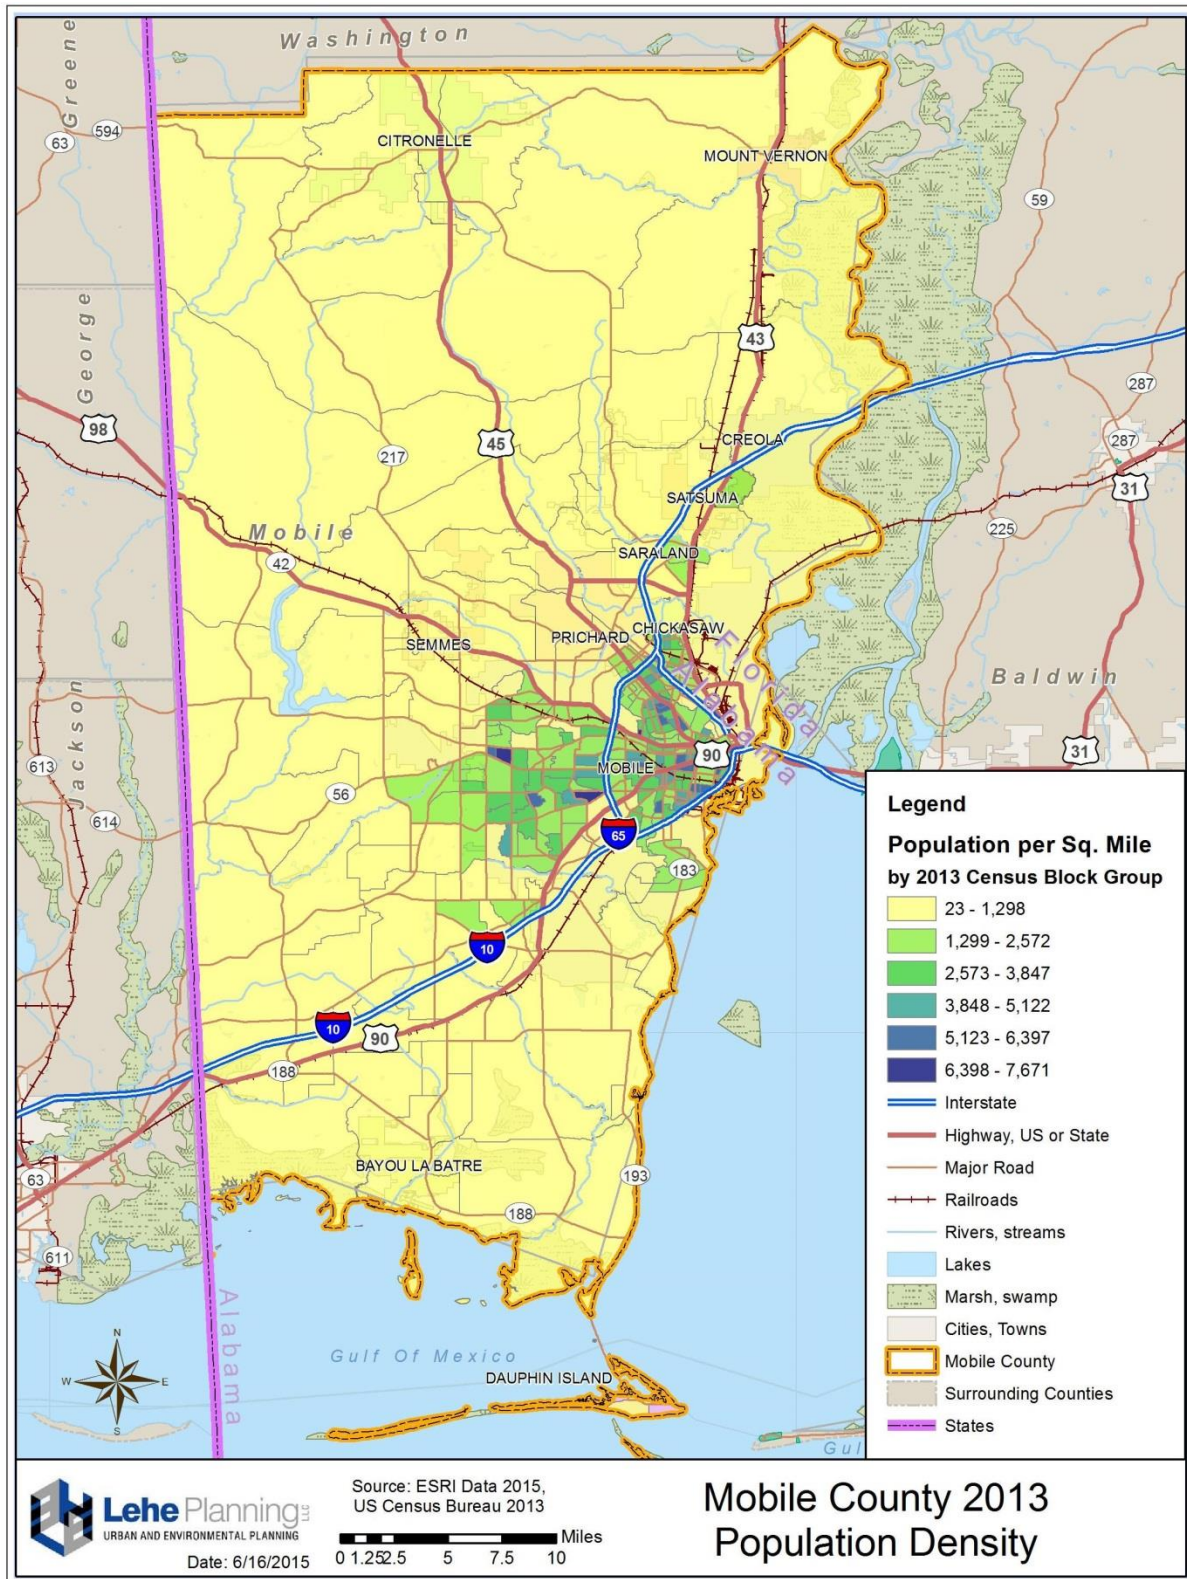 Washington
Greene
594
63
CITRONELLE
MOUNT VERNON
59
George
43
98
45
217
287
CREOLA
287
31
SATSUMA
225
Mobile
42
SARALAND
CHICKASAW
PRICHARD
SEMMES
Florida
Alabama
Baldwin
Jackson
613
90
31
MOBILE
56
614
65
183
10
10
90
188
BAYOU LA BATRE
63
193
188
611
Alabama
N
W
E
S
Gulf Of Mexico
DAUPHIN ISLAND
Gul
Legend
Population per Sq. Mile
by 2013 Census Block Group
23 - 1,298
1,299 - 2,572
2,573 - 3,847
3,848 - 5,122
5,123 - 6,397
6,398 - 7,671
Interstate
Highway, US or State
Major Road
Railroads
Rivers, streams
Lakes
Marsh, swamp
Cities, Towns
Mobile County
Surrounding Counties
States
Lehe Planning LLC
URBAN AND ENVIRONMENTAL PLANNING
Date: 6/16/2015
Source: ESRI Data 2015,
US Census Bureau 2013
Miles
0 1.252.5 5 7.5 10
Mobile County 2013
Population Density